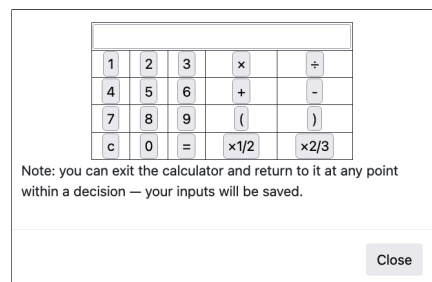 1 2 3 × ÷
4 5 6 + -
7 8 9 ( )
c 0 = ×1/2 ×2/3
Note: you can exit the calculator and return to it at any point
within a decision — your inputs will be saved.
Close